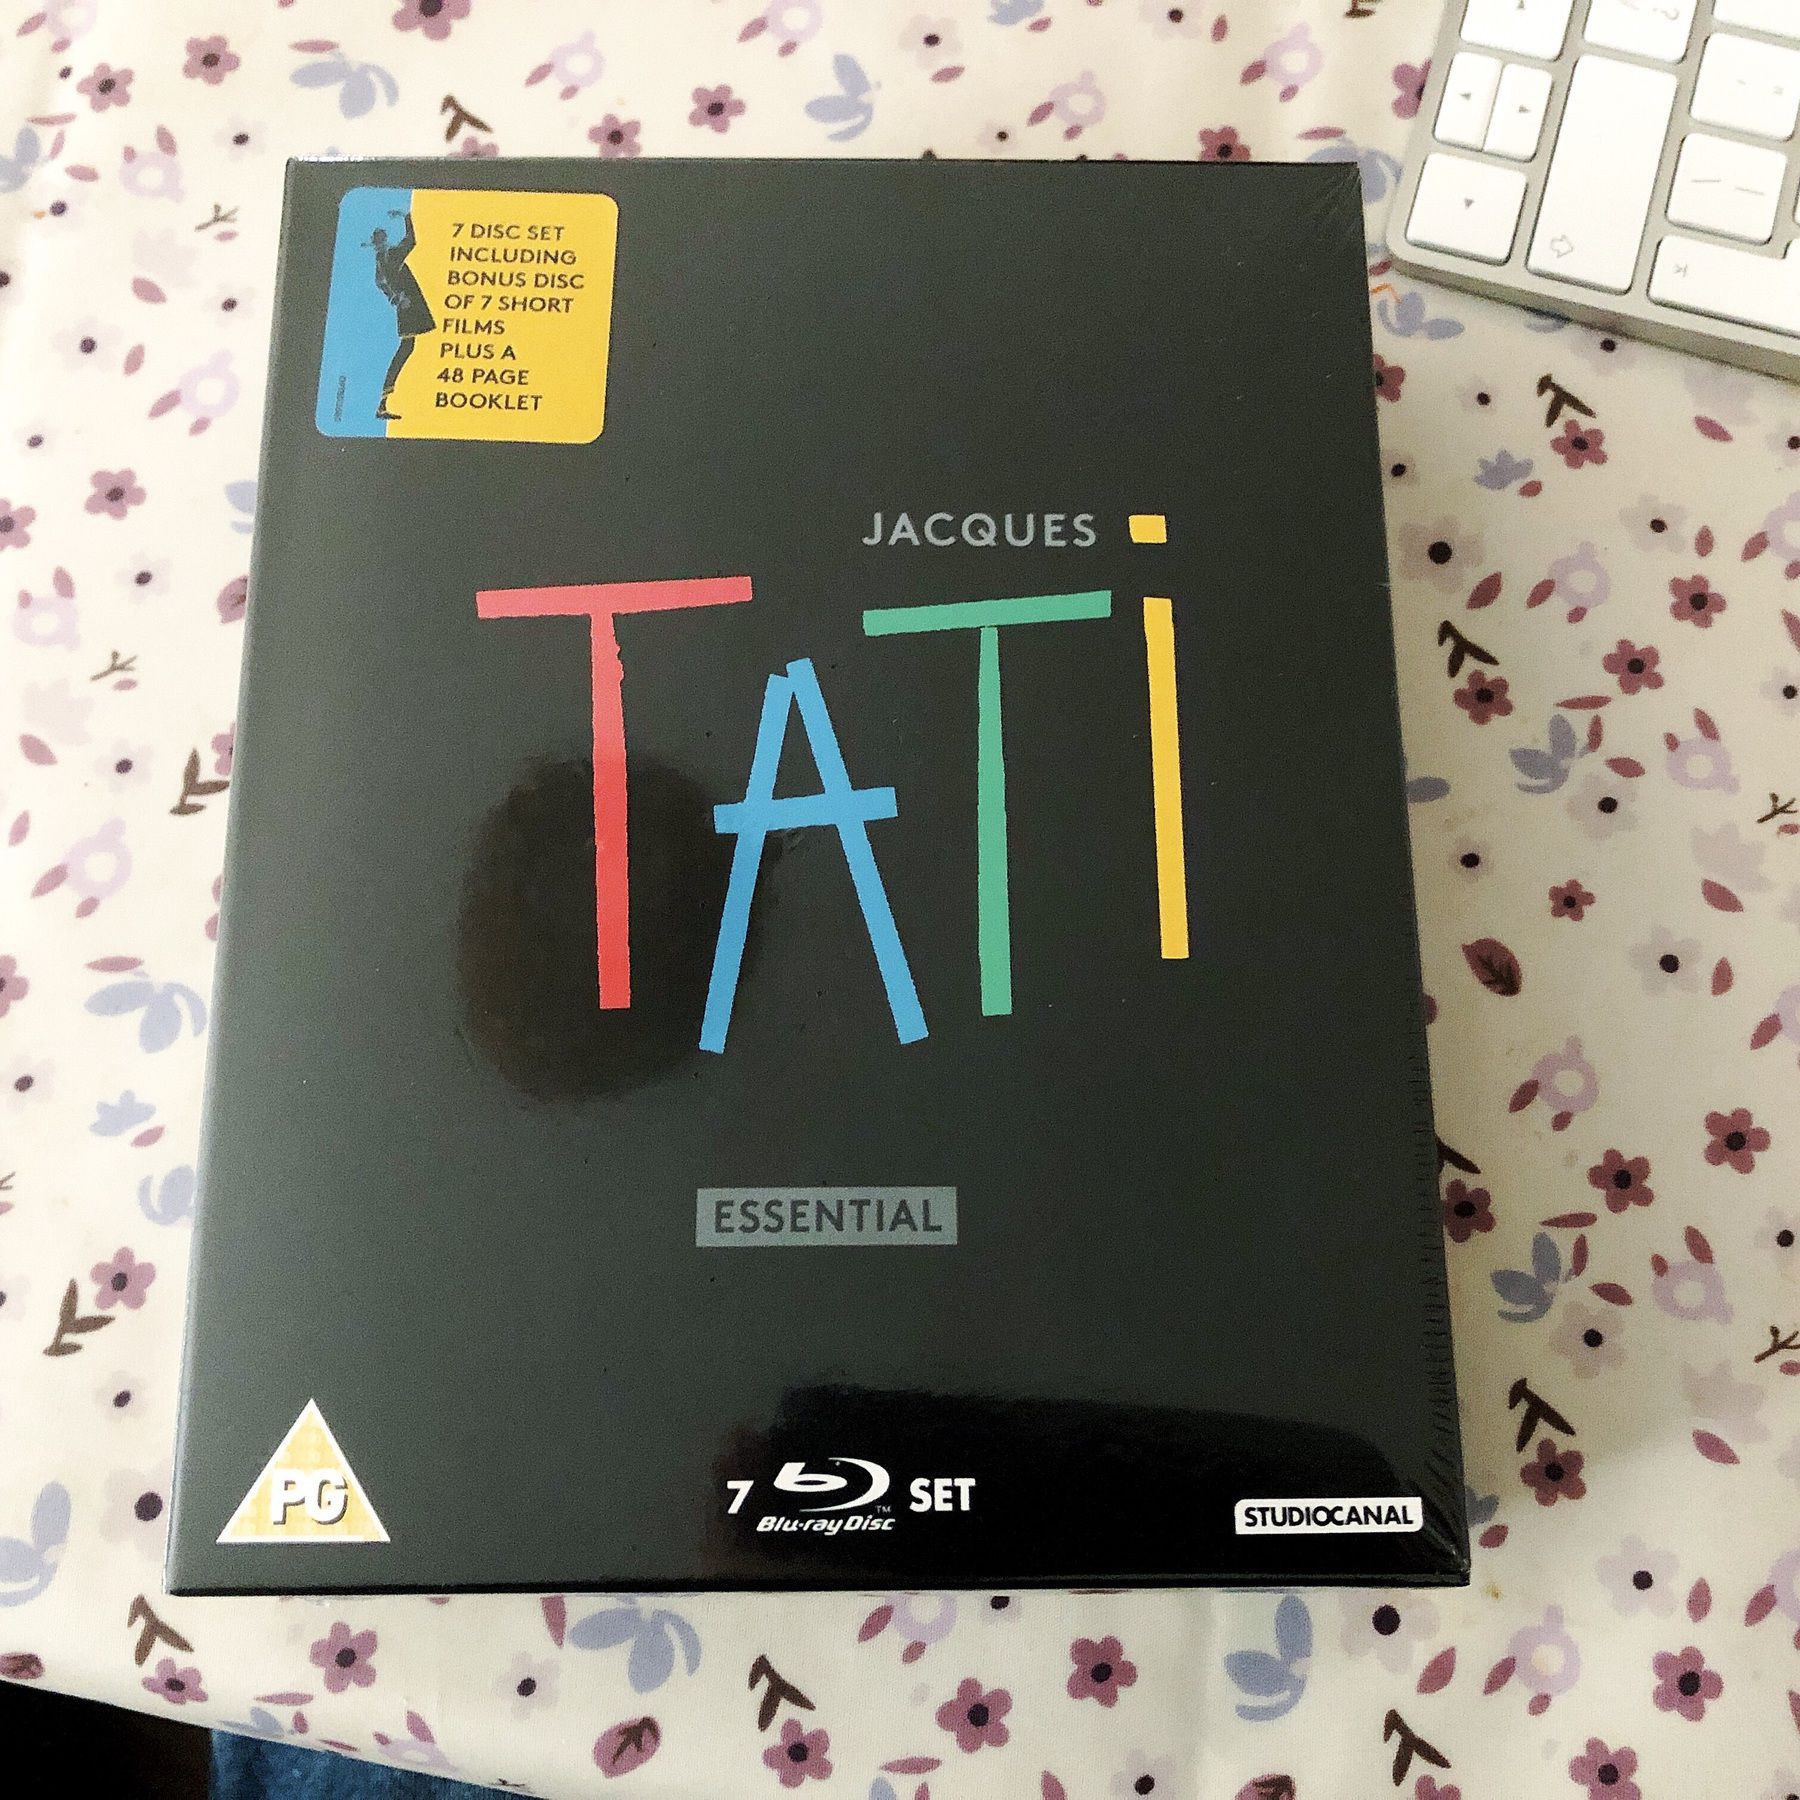 7 DISC SET
INCLUDING
BONUS DISC
OF 7 SHORT
FILMS
PLUS A
48 PAGE
BOOKLET
JACQUES
TATi
ESSENTIAL
PG
7 Blu-ray Disc™ SET
STUDIOCANAL